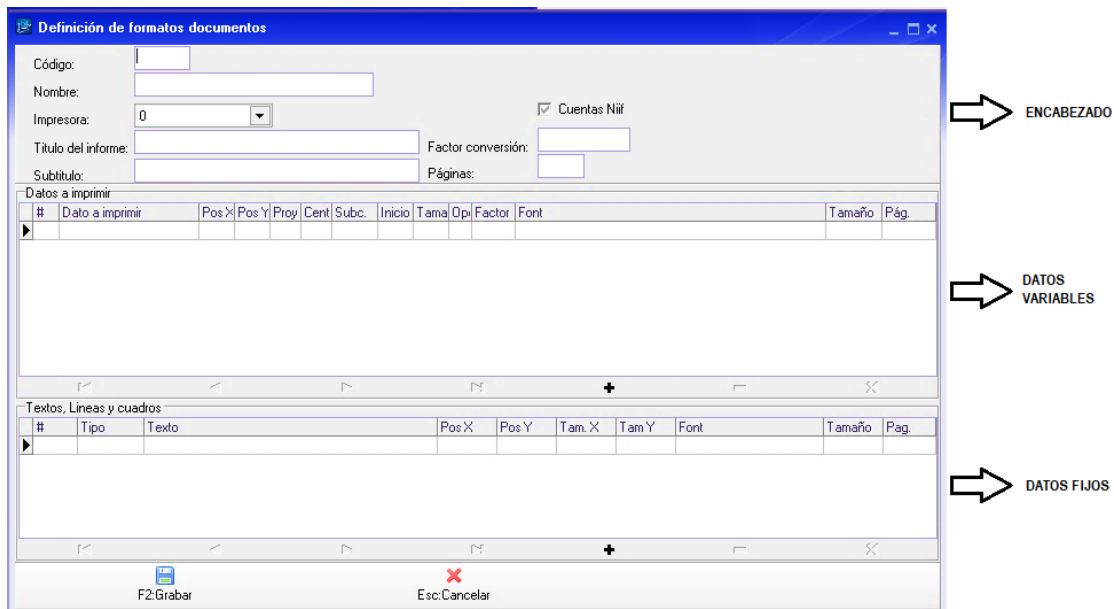 Definición de formatos documentos
Código:
Nombre:
Impresora: 0
Cuentas Niif
Titulo del informe:
Factor conversión:
Subtitulo:
Páginas:
ENCABEZADO
Datos a imprimir
# Dato a imprimir Pos X Pos Y Proy Cent Subc. Inicio Tama Op Factor Font Tamaño Pág.
DATOS
VARIABLES
Textos, Lineas y cuadros
# Tipo Texto Pos X Pos Y Tam. X Tam Y Font Tamaño Pag.
DATOS FIJOS
F2:Grabar
Esc:Cancelar